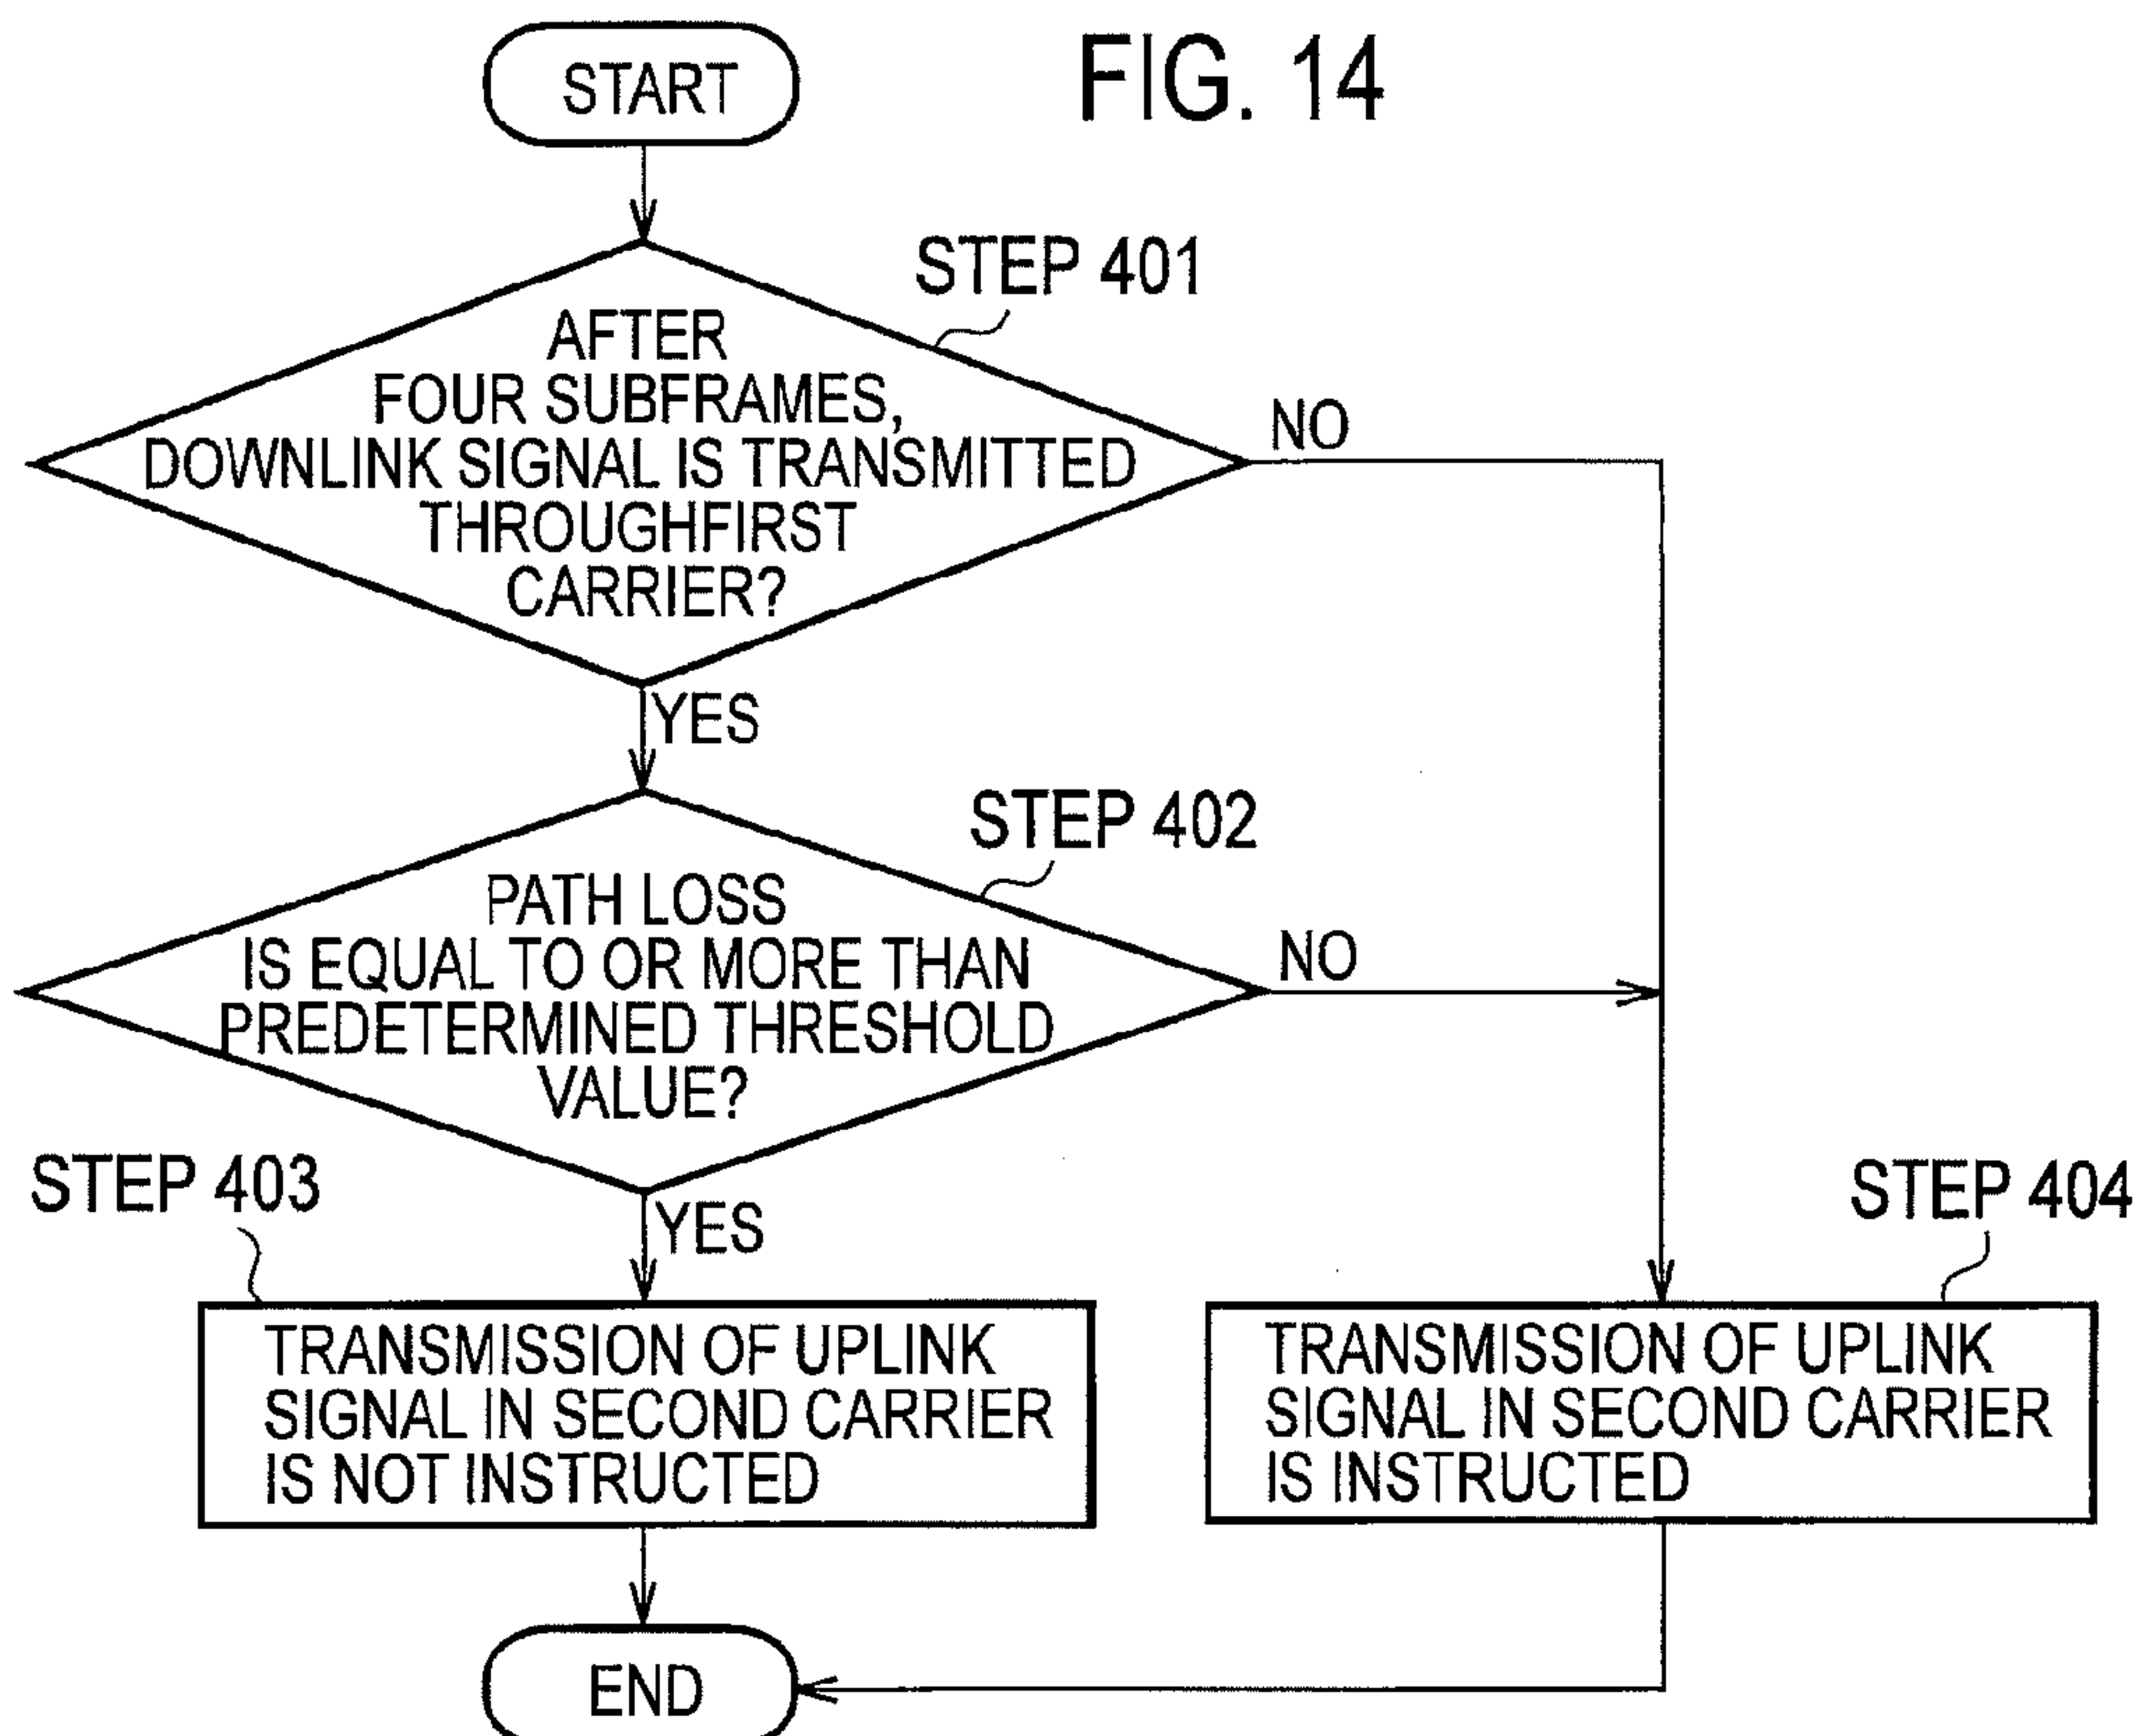 START
FIG. 14
STEP 401
AFTER
FOUR SUBFRAMES,
DOWNLINK SIGNAL IS TRANSMITTED
THROUGHFIRST
CARRIER?
NO
YES
STEP 402
PATH LOSS
IS EQUAL TO OR MORE THAN
PREDETERMINED THRESHOLD
VALUE?
NO
YES
STEP 403
TRANSMISSION OF UPLINK
SIGNAL IN SECOND CARRIER
IS NOT INSTRUCTED
STEP 404
TRANSMISSION OF UPLINK
SIGNAL IN SECOND CARRIER
IS INSTRUCTED
END